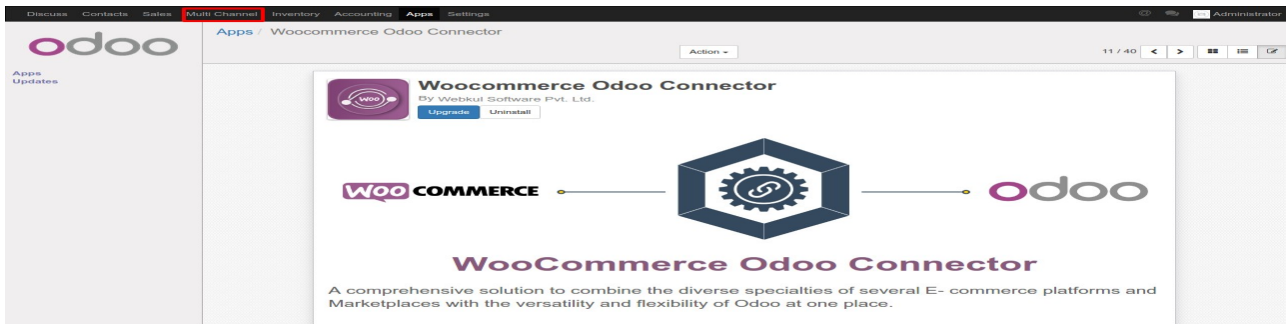 Discuss Contacts Sales Multi Channel Inventory Accounting Apps Settings Administrator
odoo
Apps / Woocommerce Odoo Connector
Action
11 / 40
Apps
Updates
Woocommerce Odoo Connector
By Webkul Software Pvt. Ltd.
Upgrade Uninstall
WOO
WOO COMMERCE odoo
WooCommerce Odoo Connector
A comprehensive solution to combine the diverse specialties of several E- commerce platforms and
Marketplaces with the versatility and flexibility of Odoo at one place.